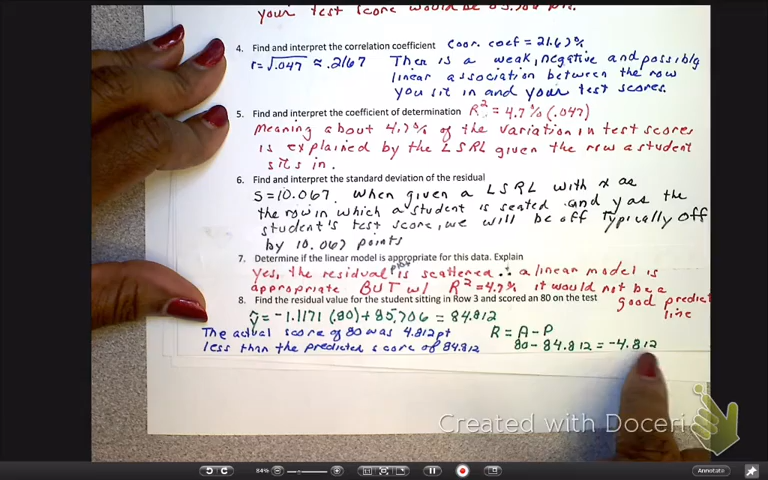 your test score would be
4. Find and interpret the correlation coefficient Coor. coef = 21.67%
r=√.047 ≈ .2167 Ther is a weak, negative and possibly
linear association between the row
you sit in and your test scores.
5. Find and interpret the coefficient of determination R² = 4.7% (.047)
Meaning about 4.7% of the variation in test scores
is explained by the LSRL given the row a student
sits in.
6. Find and interpret the standard deviation of the residual
S=10.067. When given a LSRL with x as
the row in which a student is seated and y as the
student's test score, we will be off typically off
by 10.067 points
7. Determine if the linear model is appropriate for this data. Explain
Yes, the residual plot is scattered ∴ a linear model is
appropriate BUT w/ R²=4.7% it would not be a
good predict
line
8. Find the residual value for the student sitting in Row 3 and scored an 80 on the test
ŷ = -1.1171 (.80) + 85.706 = 84.812
The actual score of 80 was 4.812pt
less than the predicted score of 84.812
R = A-P
80 - 84.812 = -4.812
Created with Doceri
84%
Annotate